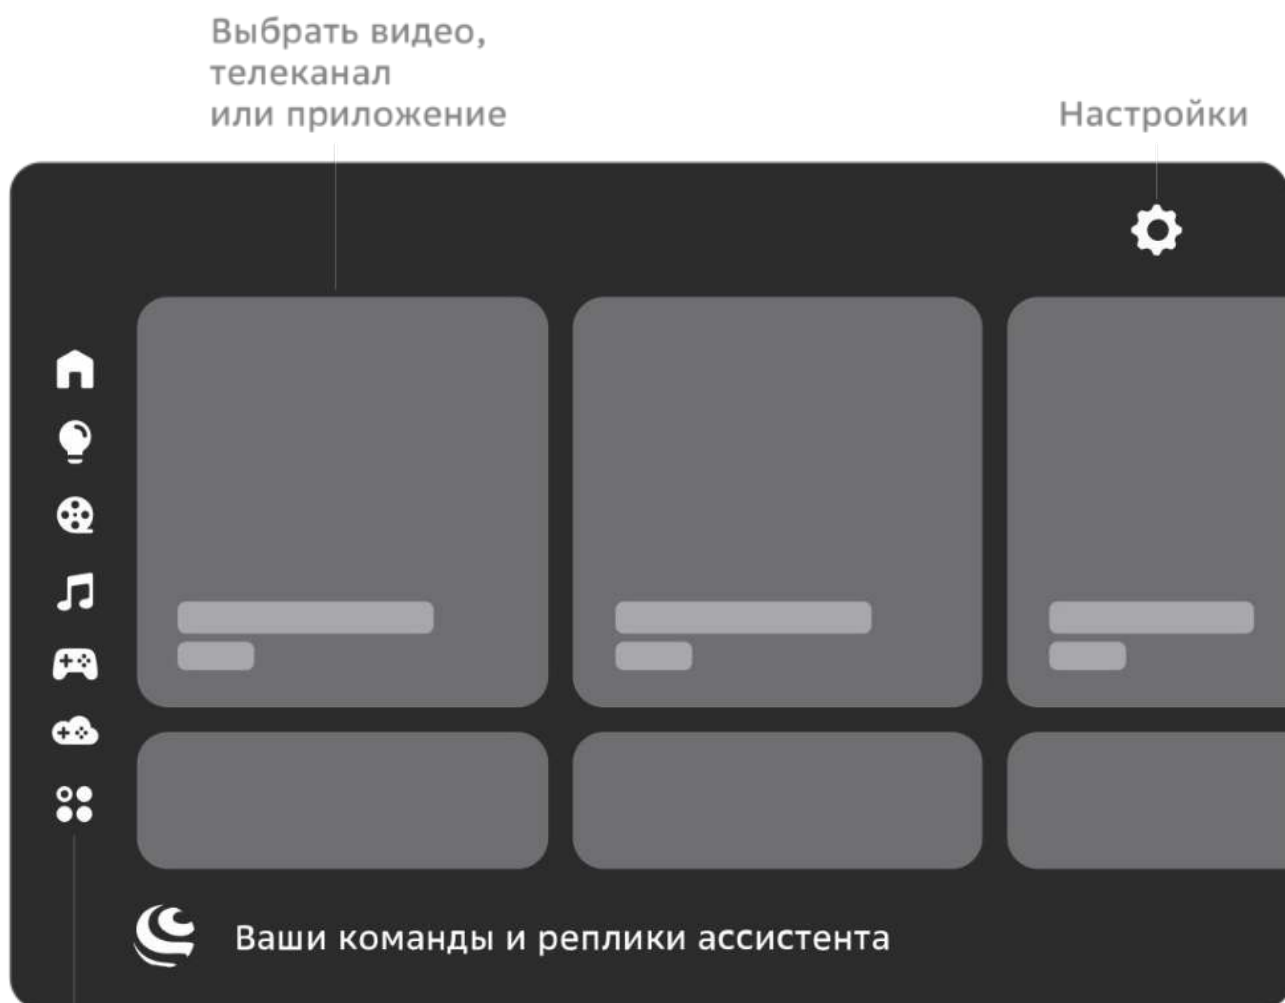 Выбрать видео,
телеканал
или приложение
Настройки
Ваши команды и реплики ассистента